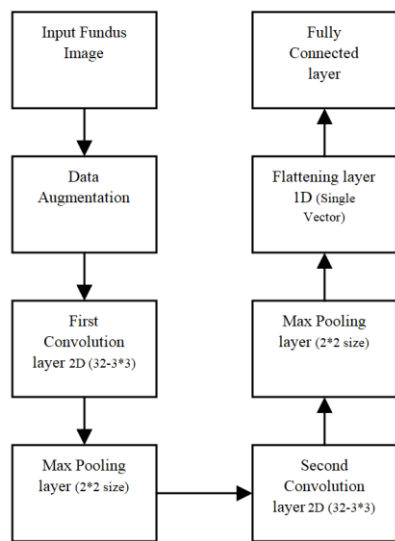 Input Fundus
Image
Data
Augmentation
First
Convolution
layer 2D (32-3*3)
Max Pooling
layer (2*2 size)
Second
Convolution
layer 2D (32-3*3)
Max Pooling
layer (2*2 size)
Flattening layer
1D (Single
Vector)
Fully
Connected
layer